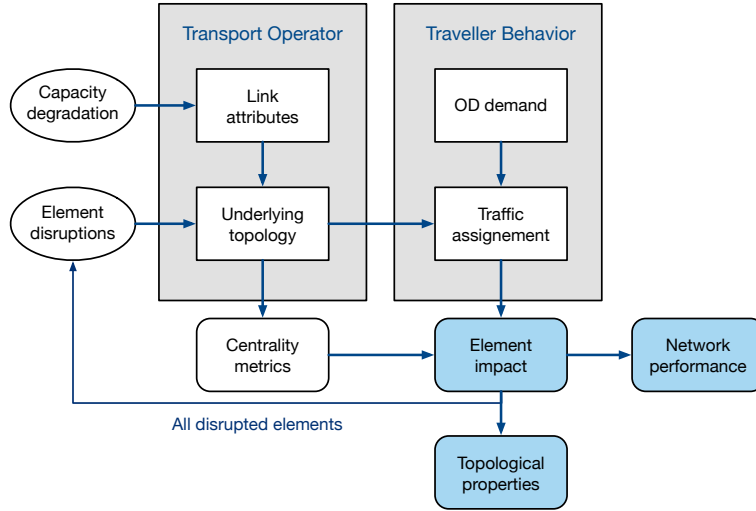 Transport Operator
Traveller Behavior
Capacity
degradation
Link
attributes
OD demand
Element
disruptions
Underlying
topology
Traffic
assignement
Centrality
metrics
Element
impact
Network
performance
All disrupted elements
Topological
properties